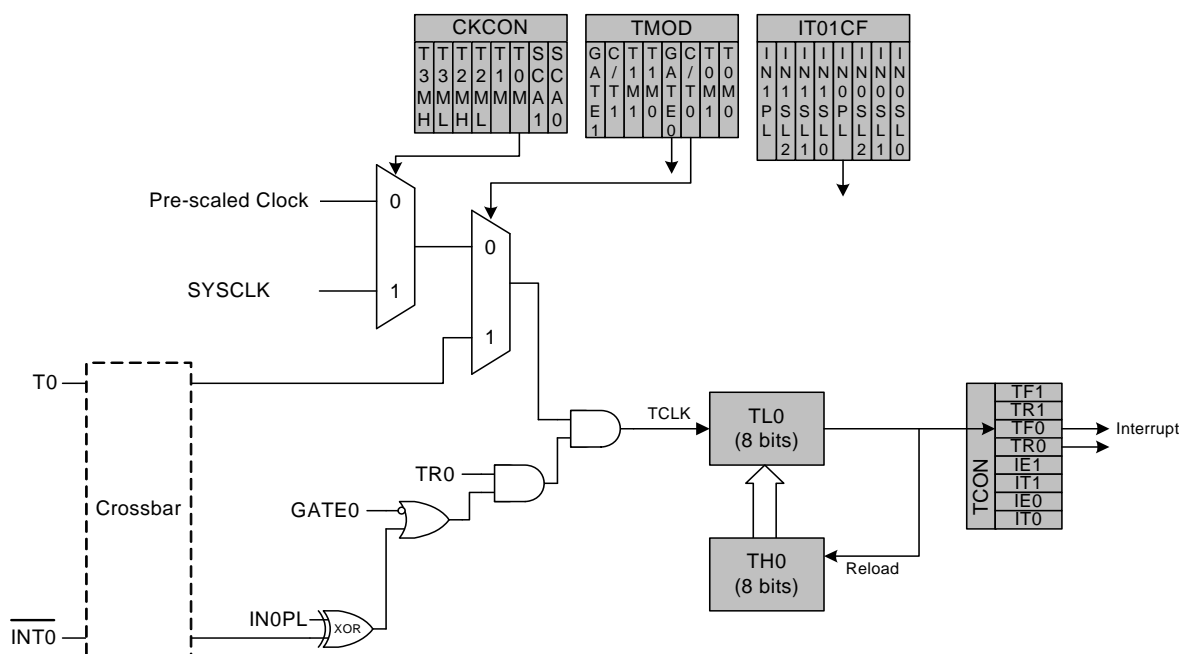 CKCON
T3MH T3ML T2MH T2ML T1M T0M SCA1 SCA0
TMOD
GATE1 C/T1 T1M1 T1M0 GATE0 C/T0 T0M1 T0M0
IT01CF
IN1PL IN1SL2 IN1SL1 IN1SL0 IN0PL IN0SL2 IN0SL1 IN0SL0
Pre-scaled Clock
0
SYSCLK
1
0
1
T0
Crossbar
INT0
TR0
GATE0
IN0PL
XOR
TCLK
TL0
(8 bits)
TH0
(8 bits)
Reload
TCON
TF1
TR1
TF0
TR0
IE1
IT1
IE0
IT0
Interrupt